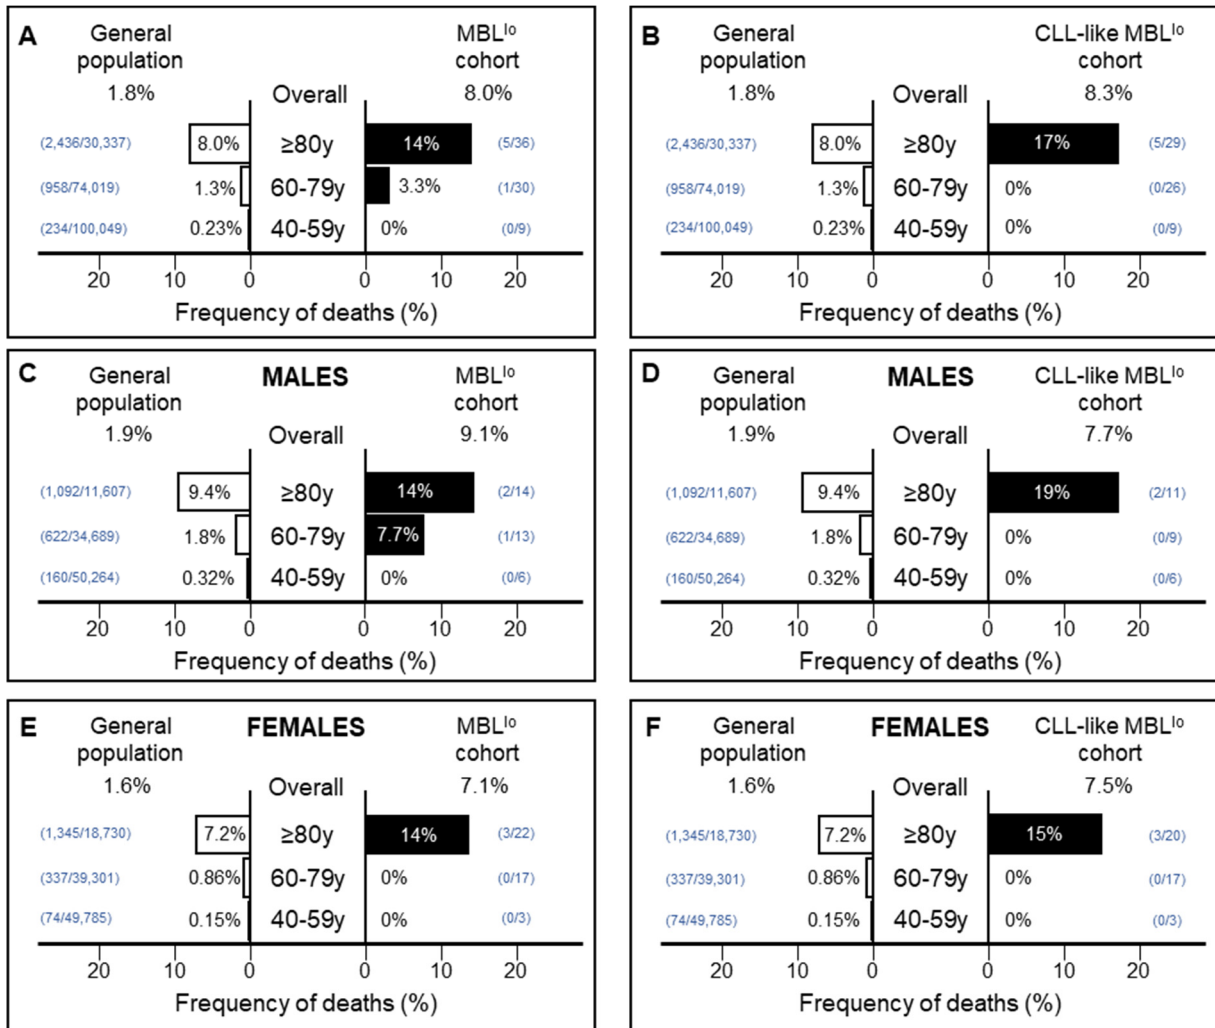 A
General
population
MBL^lo
cohort
1.8%
Overall
8.0%
(2,436/30,337)
8.0%
≥80y
14%
(5/36)
(958/74,019)
1.3%
60-79y
3.3%
(1/30)
(234/100,049)
0.23%
40-59y
0%
(0/9)
20
10
0
0
10
20
Frequency of deaths (%)
B
General
population
CLL-like MBL^lo
cohort
1.8%
Overall
8.3%
(2,436/30,337)
8.0%
≥80y
17%
(5/29)
(958/74,019)
1.3%
60-79y
0%
(0/26)
(234/100,049)
0.23%
40-59y
0%
(0/9)
20
10
0
0
10
20
Frequency of deaths (%)
C
General
population
MALES
MBL^lo
cohort
1.9%
Overall
9.1%
(1,092/11,607)
9.4%
≥80y
14%
(2/14)
(622/34,689)
1.8%
60-79y
7.7%
(1/13)
(160/50,264)
0.32%
40-59y
0%
(0/6)
20
10
0
0
10
20
Frequency of deaths (%)
D
General
population
MALES
CLL-like MBL^lo
cohort
1.9%
Overall
7.7%
(1,092/11,607)
9.4%
≥80y
19%
(2/11)
(622/34,689)
1.8%
60-79y
0%
(0/9)
(160/50,264)
0.32%
40-59y
0%
(0/6)
20
10
0
0
10
20
Frequency of deaths (%)
E
General
population
FEMALES
MBL^lo
cohort
1.6%
Overall
7.1%
(1,345/18,730)
7.2%
≥80y
14%
(3/22)
(337/39,301)
0.86%
60-79y
0%
(0/17)
(74/49,785)
0.15%
40-59y
0%
(0/3)
20
10
0
0
10
20
Frequency of deaths (%)
F
General
population
FEMALES
CLL-like MBL^lo
cohort
1.6%
Overall
7.5%
(1,345/18,730)
7.2%
≥80y
15%
(3/20)
(337/39,301)
0.86%
60-79y
0%
(0/17)
(74/49,785)
0.15%
40-59y
0%
(0/3)
20
10
0
0
10
20
Frequency of deaths (%)